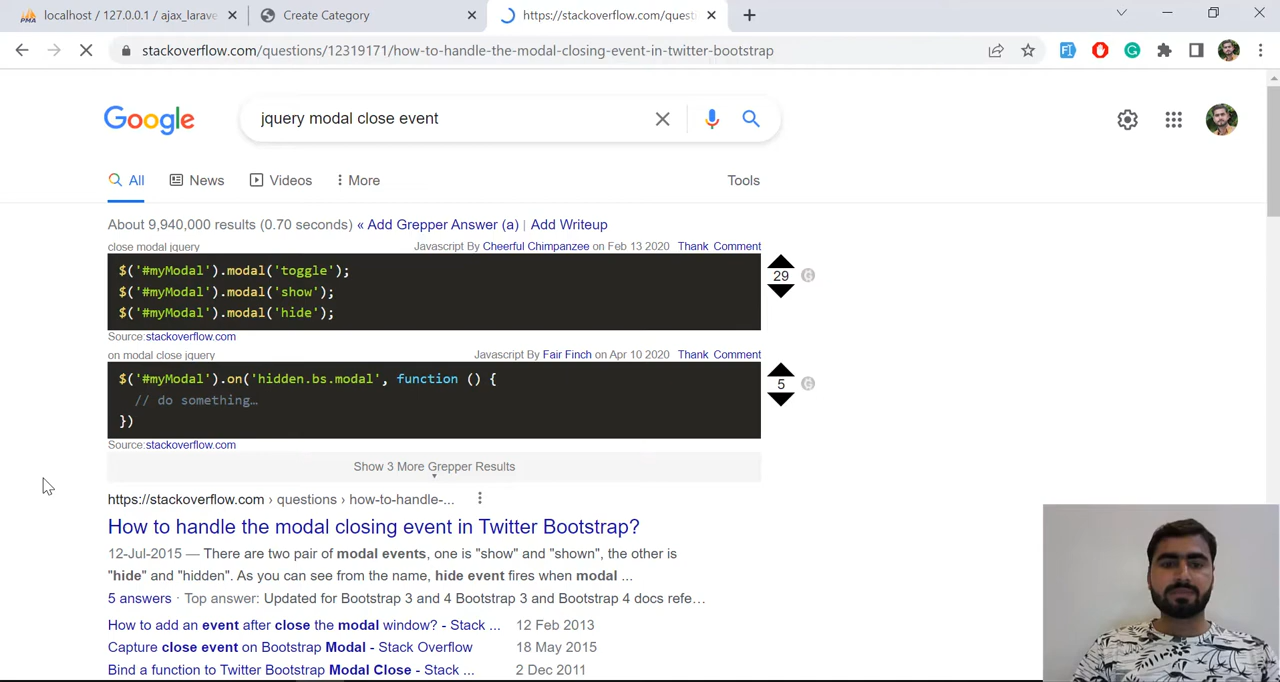 localhost / 127.0.0.1 / ajax_larave
Create Category
https://stackoverflow.com/questi
stackoverflow.com/questions/12319171/how-to-handle-the-modal-closing-event-in-twitter-bootstrap
Google
jquery modal close event
All
News
Videos
More
Tools
About 9,940,000 results (0.70 seconds) « Add Grepper Answer (a) | Add Writeup
close modal jquery
Javascript By Cheerful Chimpanzee on Feb 13 2020 Thank Comment
$('#myModal').modal('toggle');
$('#myModal').modal('show');
$('#myModal').modal('hide');
29
Source:stackoverflow.com
on modal close jquery
Javascript By Fair Finch on Apr 10 2020 Thank Comment
$('#myModal').on('hidden.bs.modal', function () {
// do something…
})
5
Source:stackoverflow.com
Show 3 More Grepper Results
https://stackoverflow.com › questions › how-to-handle-...
How to handle the modal closing event in Twitter Bootstrap?
12-Jul-2015 — There are two pair of modal events, one is "show" and "shown", the other is
"hide" and "hidden". As you can see from the name, hide event fires when modal ...
5 answers · Top answer: Updated for Bootstrap 3 and 4 Bootstrap 3 and Bootstrap 4 docs refe…
How to add an event after close the modal window? - Stack ... 12 Feb 2013
Capture close event on Bootstrap Modal - Stack Overflow 18 May 2015
Bind a function to Twitter Bootstrap Modal Close - Stack ... 2 Dec 2011